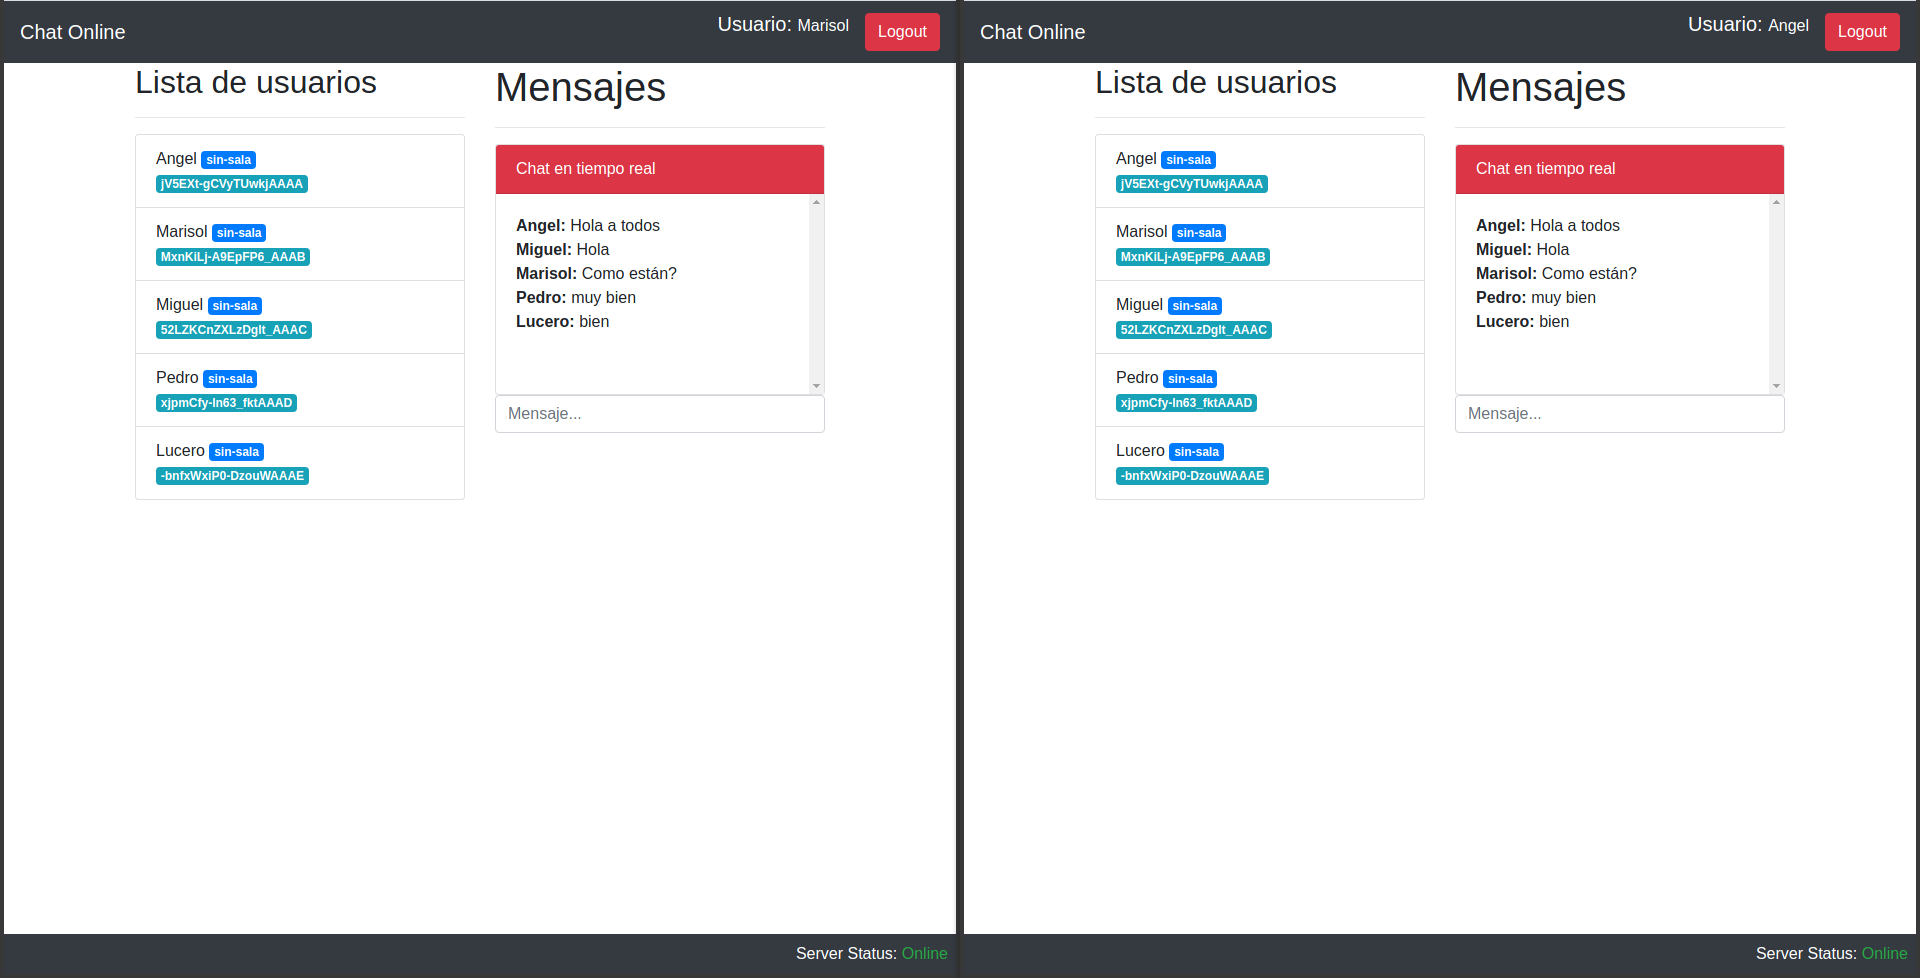 Chat Online
Usuario: Marisol
Logout
Lista de usuarios
Angel sin-sala
jV5EXt-gCVyTUwkjAAAA
Marisol sin-sala
MxnKiLj-A9EpFP6_AAAB
Miguel sin-sala
52LZKCnZXLzDglt_AAAC
Pedro sin-sala
xjpmCfy-In63_fktAAAD
Lucero sin-sala
-bnfxWxiP0-DzouWAAAE
Mensajes
Chat en tiempo real
Angel: Hola a todos
Miguel: Hola
Marisol: Como están?
Pedro: muy bien
Lucero: bien
Mensaje...
Server Status: Online
Chat Online
Usuario: Angel
Logout
Lista de usuarios
Angel sin-sala
jV5EXt-gCVyTUwkjAAAA
Marisol sin-sala
MxnKiLj-A9EpFP6_AAAB
Miguel sin-sala
52LZKCnZXLzDglt_AAAC
Pedro sin-sala
xjpmCfy-In63_fktAAAD
Lucero sin-sala
-bnfxWxiP0-DzouWAAAE
Mensajes
Chat en tiempo real
Angel: Hola a todos
Miguel: Hola
Marisol: Como están?
Pedro: muy bien
Lucero: bien
Mensaje...
Server Status: Online